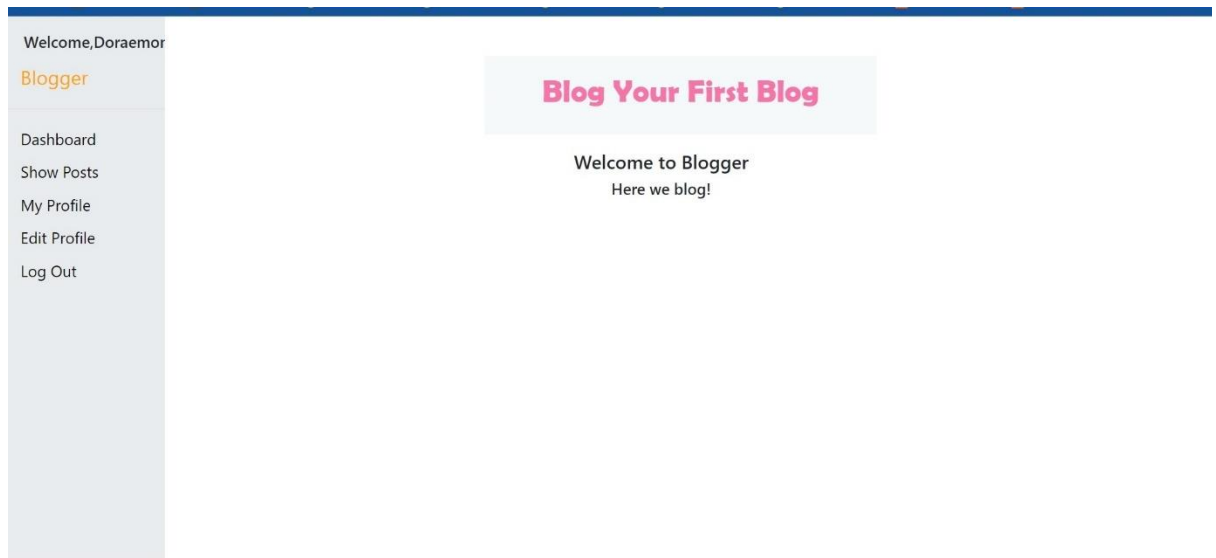 Welcome,Doraemon
Blogger
Dashboard
Show Posts
My Profile
Edit Profile
Log Out
Blog Your First Blog
Welcome to Blogger
Here we blog!